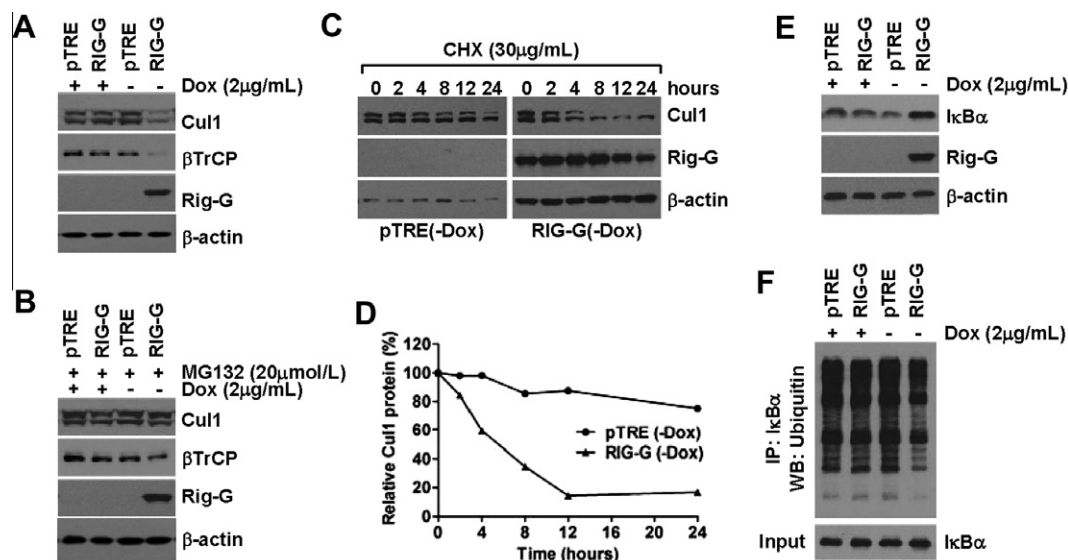 A
pTRE
RIG-G
pTRE
RIG-G
+ + - - Dox (2μg/mL)
Cul1
βTrCP
Rig-G
β-actin
B
pTRE
RIG-G
pTRE
RIG-G
+ + + + MG132 (20μmol/L)
+ + - - Dox (2μg/mL)
Cul1
βTrCP
Rig-G
β-actin
C
CHX (30μg/mL)
0 2 4 8 12 24 0 2 4 8 12 24 hours
Cul1
Rig-G
β-actin
pTRE(-Dox) RIG-G(-Dox)
D
Relative Cul1 protein (%)
120
100
80
60
40
20
0
0 4 8 12 16 20 24
Time (hours)
pTRE (-Dox)
RIG-G (-Dox)
E
pTRE
RIG-G
pTRE
RIG-G
+ + - - Dox (2μg/mL)
IκBα
Rig-G
β-actin
F
pTRE
RIG-G
pTRE
RIG-G
+ + - - Dox (2μg/mL)
IP: IκBα
WB: Ubiquitin
Input IκBα